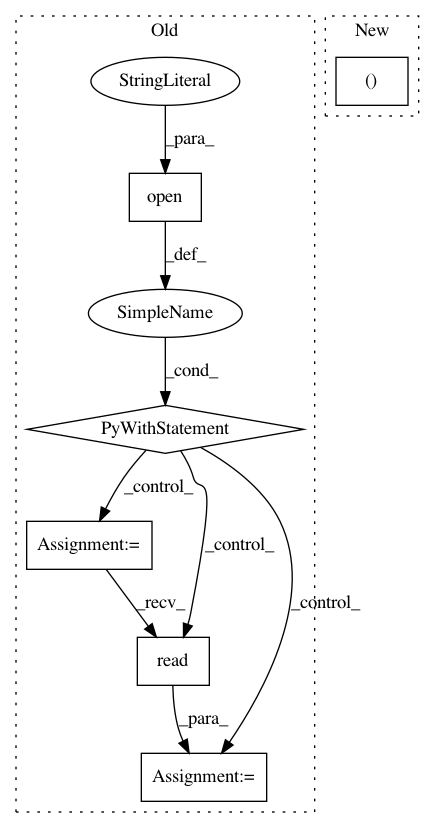 Old
New
StringLiteral
()
_para_
open
_def_
SimpleName
_cond_
PyWithStatement
_control_
_control_
_control_
Assignment:=
_recv_
read
_para_
Assignment:=